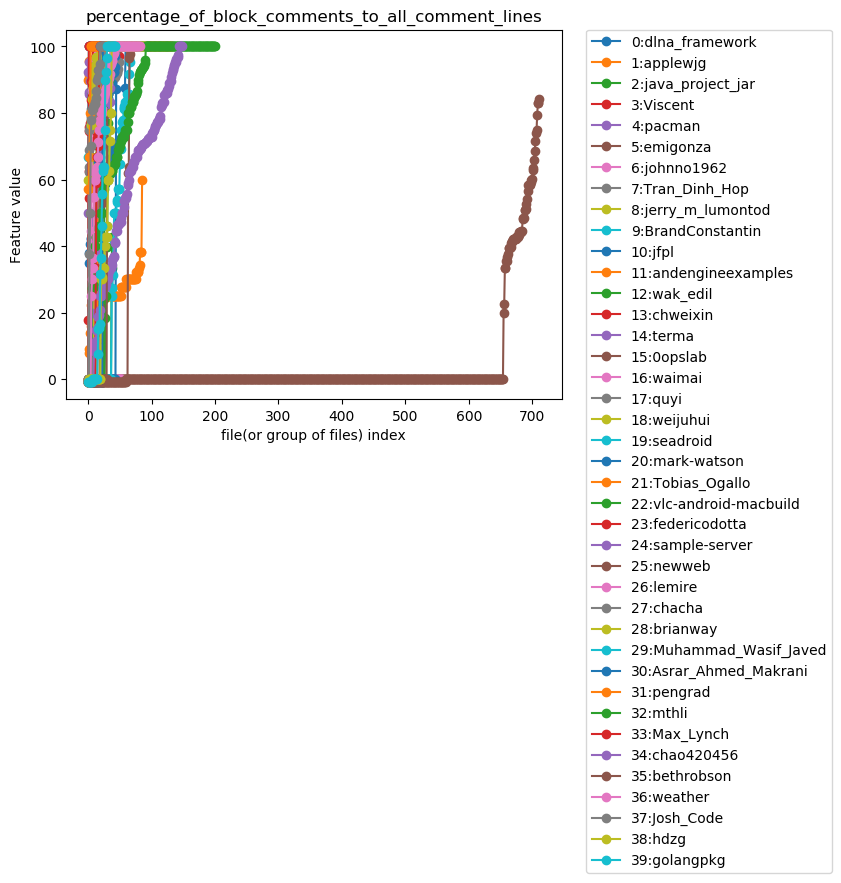 percentage_of_block_comments_to_all_comment_lines
100
80
60
40
20
0
Feature value
0
100
200
300
400
500
600
700
file(or group of files) index
0:dlna_framework
1:applewjg
2:java_project_jar
3:Viscent
4:pacman
5:emigonza
6:johnno1962
7:Tran_Dinh_Hop
8:jerry_m_lumontod
9:BrandConstantin
10:jfpl
11:andengineexamples
12:wak_edil
13:chweixin
14:terma
15:0opslab
16:waimai
17:quyi
18:weijuhui
19:seadroid
20:mark-watson
21:Tobias_Ogallo
22:vlc-android-macbuild
23:federicodotta
24:sample-server
25:newweb
26:lemire
27:chacha
28:brianway
29:Muhammad_Wasif_Javed
30:Asrar_Ahmed_Makrani
31:pengrad
32:mthli
33:Max_Lynch
34:chao420456
35:bethrobson
36:weather
37:Josh_Code
38:hdzg
39:golangpkg